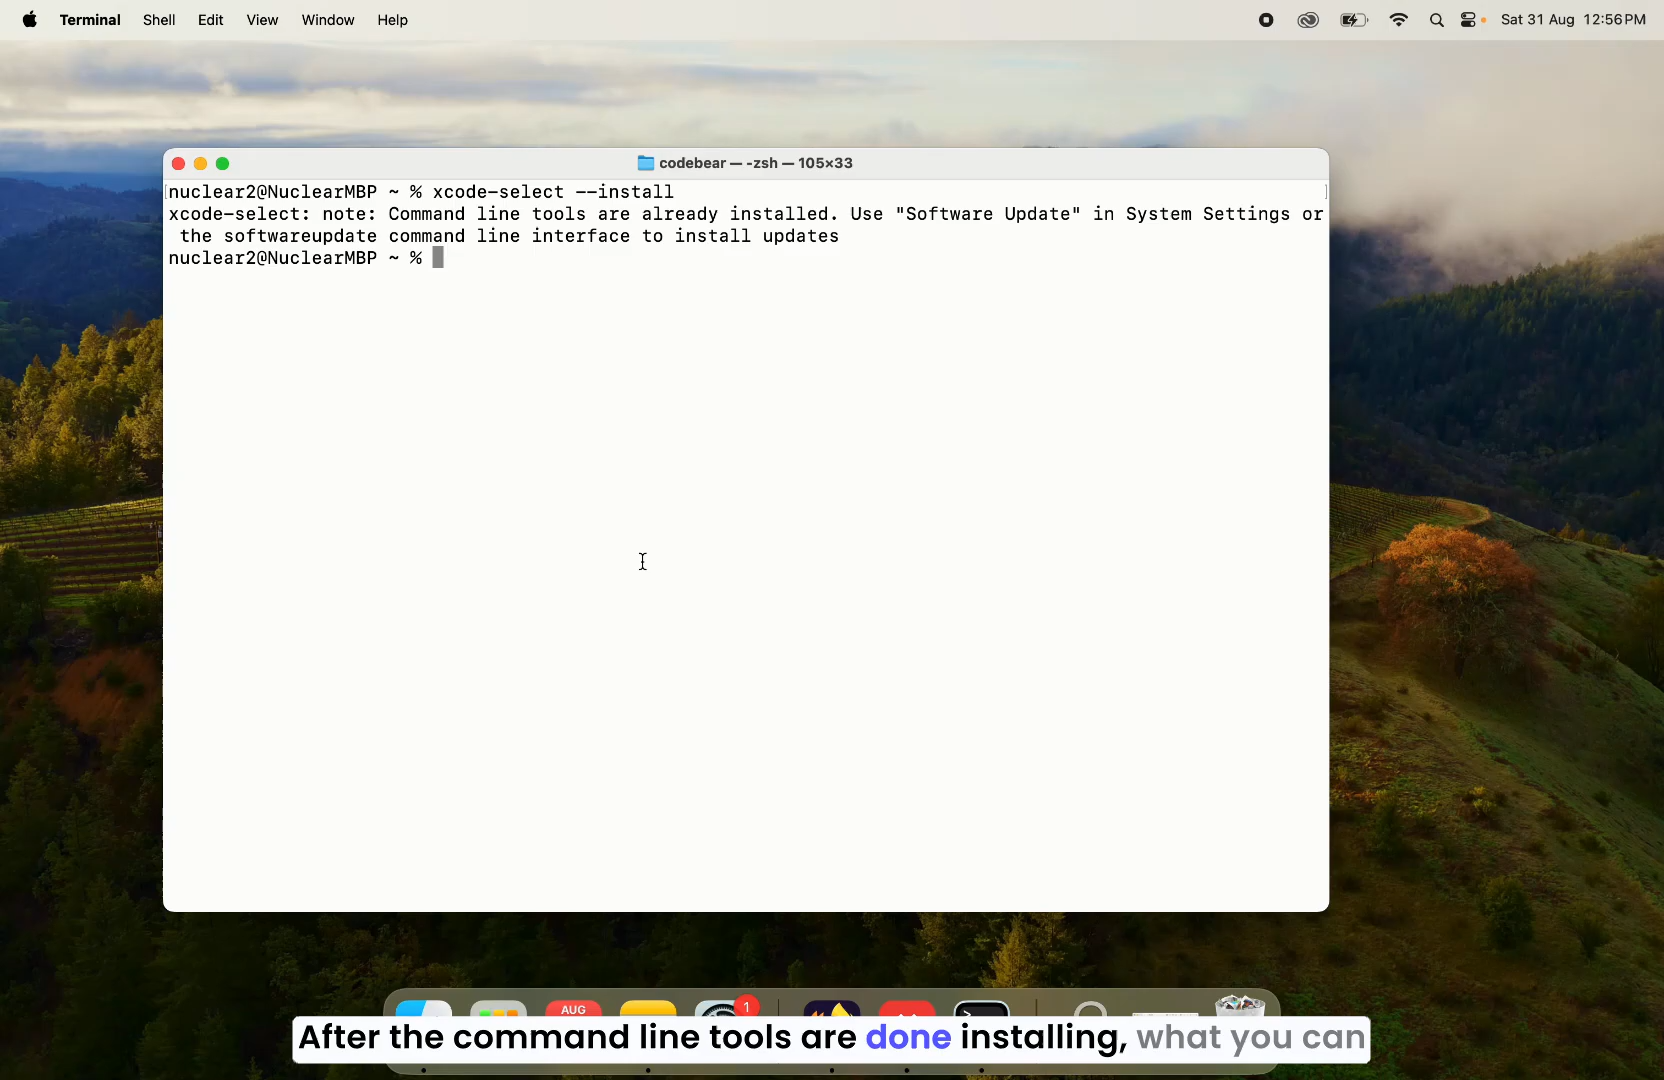 Terminal Shell Edit View Window Help Sat 31 Aug 12:56 PM
codebear — -zsh — 105×33
nuclear2@NuclearMBP ~ % xcode-select --install
xcode-select: note: Command line tools are already installed. Use "Software Update" in System Settings or
the softwareupdate command line interface to install updates
nuclear2@NuclearMBP ~ %
1
AUG
After the command line tools are done installing, what you can